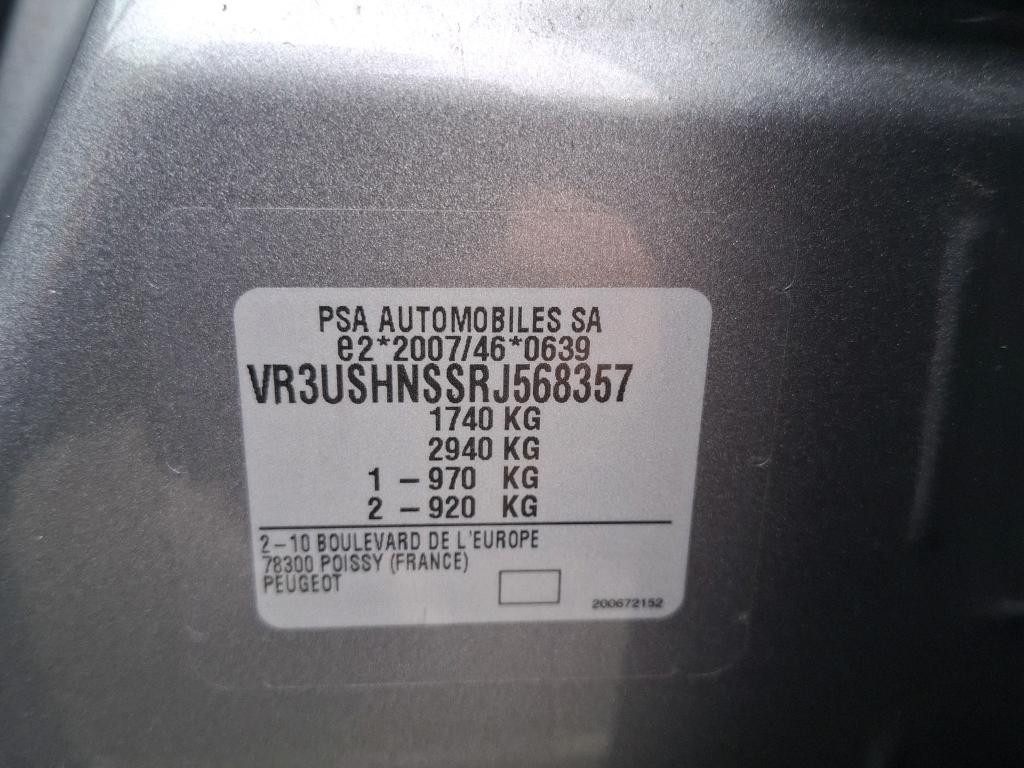 PSA AUTOMOBILES SA
e2*2007/46*0639
VR3USHNSSRJ568357
1740 KG
2940 KG
1 - 970 KG
2 - 920 KG
2-10 BOULEVARD DE L'EUROPE
78300 POISSY (FRANCE)
PEUGEOT
200672152